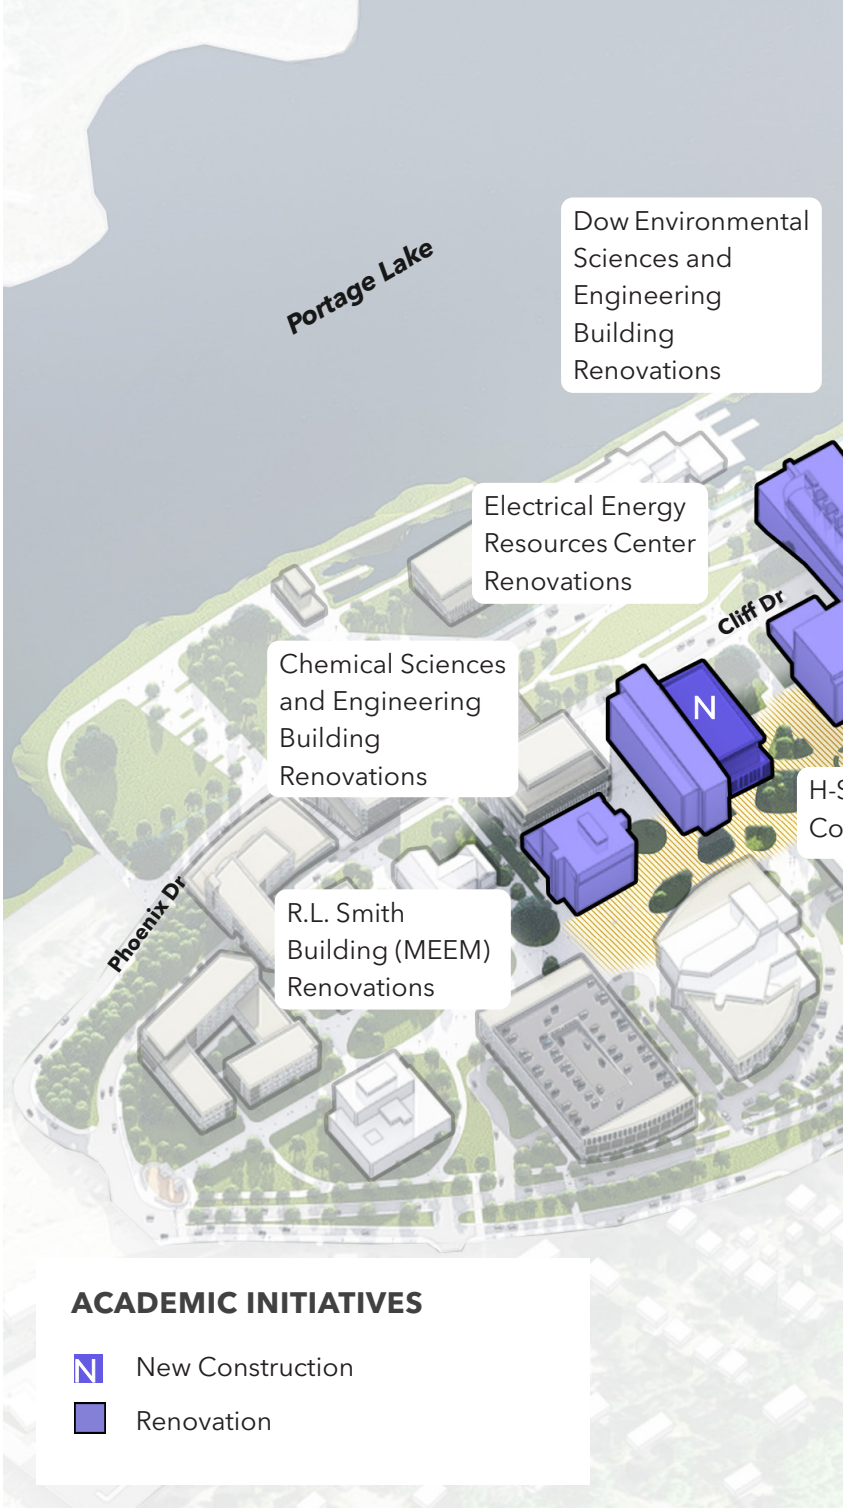 Portage Lake
Dow Environmental
Sciences and
Engineering
Building
Renovations
Electrical Energy
Resources Center
Renovations
Cliff Dr
Chemical Sciences
and Engineering
Building
Renovations
N
H-S
Co
Phoenix Dr
R.L. Smith
Building (MEEM)
Renovations
ACADEMIC INITIATIVES
N New Construction
Renovation